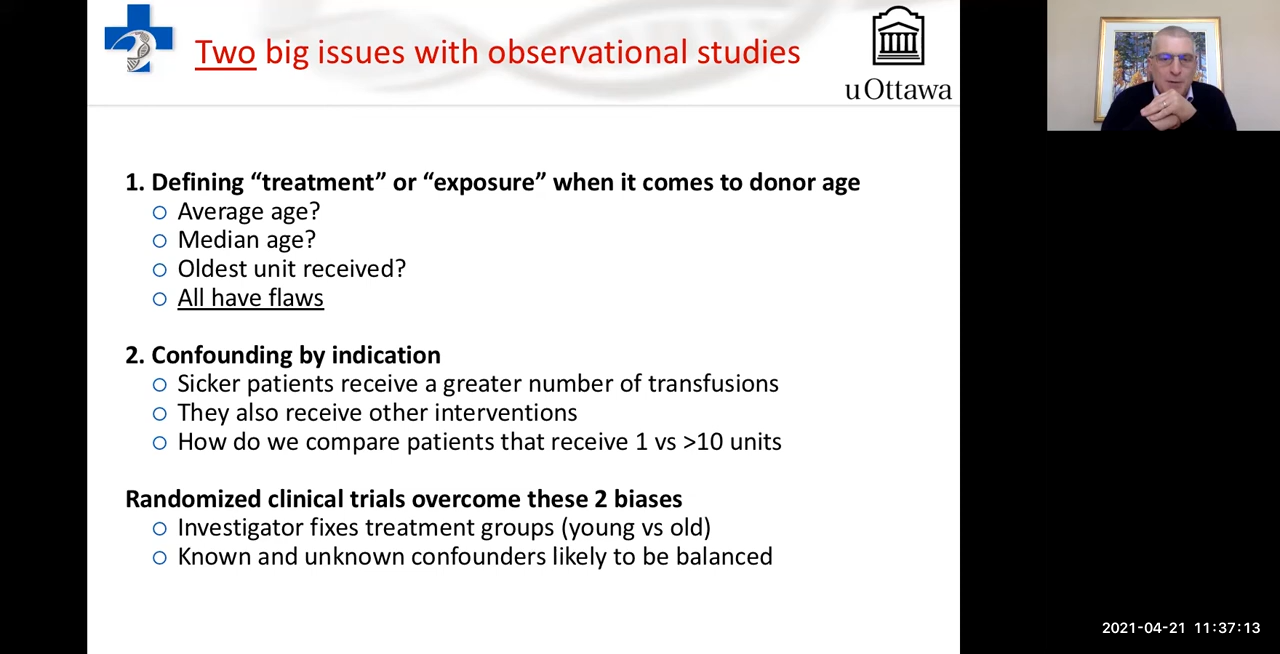 Two big issues with observational studies
uOttawa
1. Defining “treatment” or “exposure” when it comes to donor age
Average age?
Median age?
Oldest unit received?
All have flaws
2. Confounding by indication
Sicker patients receive a greater number of transfusions
They also receive other interventions
How do we compare patients that receive 1 vs >10 units
Randomized clinical trials overcome these 2 biases
Investigator fixes treatment groups (young vs old)
Known and unknown confounders likely to be balanced
2021-04-21 11:37:13